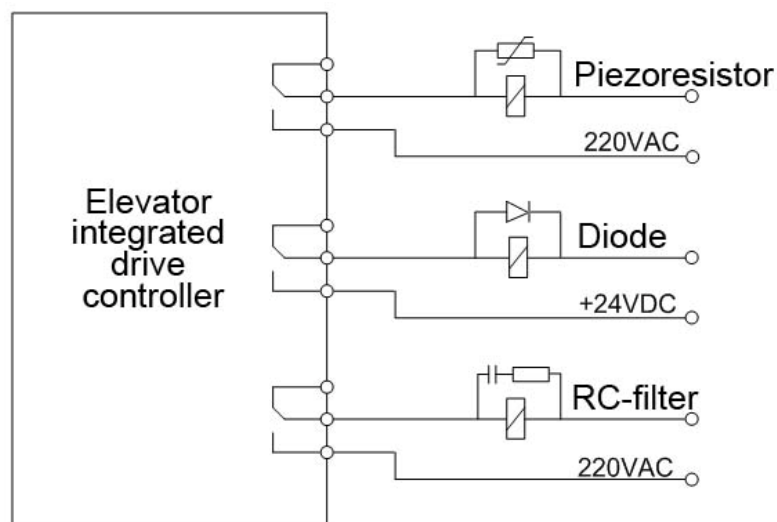 Elevator
integrated
drive
controller
Piezoresistor
220VAC
Diode
+24VDC
RC-filter
220VAC